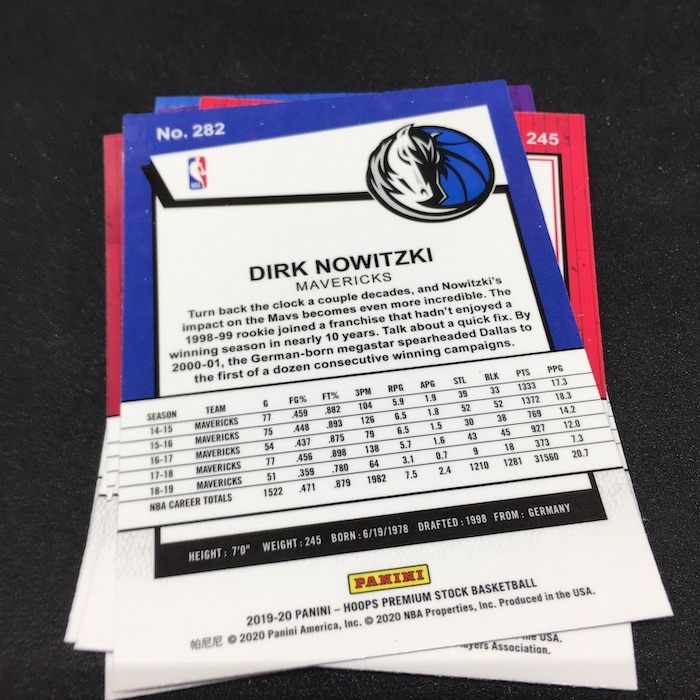 No. 282
245
DIRK NOWITZKI
MAVERICKS
Turn back the clock a couple decades, and Nowitzki's
impact on the Mavs becomes even more incredible. The
1998-99 rookie joined a franchise that hadn't enjoyed a
winning season in nearly 10 years. Talk about a quick fix. By
2000-01, the German-born megastar spearheaded Dallas to
the first of a dozen consecutive winning campaigns.
SEASON TEAM G FG% FT% 3PM RPG APG STL BLK PTS PPG
14-15 MAVERICKS 77 .459 .882 104 5.9 1.9 39 33 1333 17.3
15-16 MAVERICKS 75 .448 .893 126 6.5 1.8 52 52 1372 18.3
16-17 MAVERICKS 54 .437 .875 79 6.5 1.5 30 38 769 14.2
17-18 MAVERICKS 77 .456 .898 138 5.7 1.6 43 45 927 12.0
18-19 MAVERICKS 51 .359 .780 64 3.1 0.7 9 18 373 7.3
NBA CAREER TOTALS 1522 .471 .879 1982 7.5 2.4 1210 1281 31560 20.7
HEIGHT: 7'0" WEIGHT: 245 BORN: 6/19/1978 DRAFTED: 1998 FROM: GERMANY
PANINI
2019-20 PANINI – HOOPS PREMIUM STOCK BASKETBALL
帕尼尼 © 2020 Panini America, Inc. © 2020 NBA Properties, Inc. Produced in the USA.
the USA.
Association.